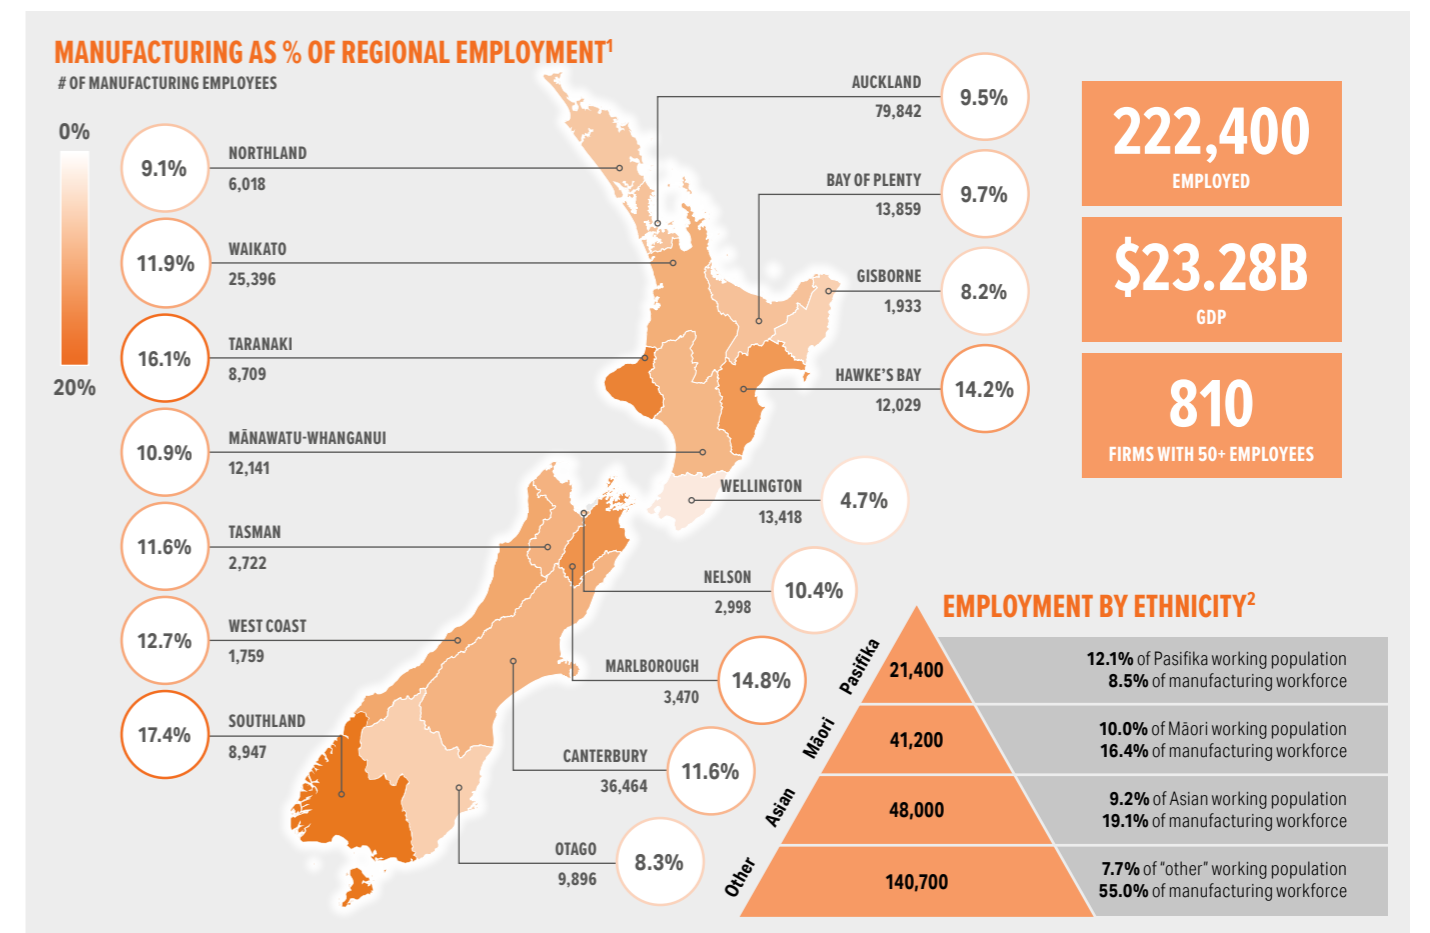 MANUFACTURING AS % OF REGIONAL EMPLOYMENT¹
# OF MANUFACTURING EMPLOYEES
0%
20%
9.1%
NORTHLAND
6,018
11.9%
WAIKATO
25,396
16.1%
TARANAKI
8,709
10.9%
MĀNAWATU-WHANGANUI
12,141
11.6%
TASMAN
2,722
12.7%
WEST COAST
1,759
17.4%
SOUTHLAND
8,947
AUCKLAND
79,842
9.5%
BAY OF PLENTY
13,859
9.7%
GISBORNE
1,933
8.2%
HAWKE'S BAY
12,029
14.2%
WELLINGTON
13,418
4.7%
NELSON
2,998
10.4%
MARLBOROUGH
3,470
14.8%
CANTERBURY
36,464
11.6%
OTAGO
9,896
8.3%
222,400
EMPLOYED
$23.28B
GDP
810
FIRMS WITH 50+ EMPLOYEES
EMPLOYMENT BY ETHNICITY²
Pasifika
21,400
12.1% of Pasifika working population
8.5% of manufacturing workforce
Māori
41,200
10.0% of Māori working population
16.4% of manufacturing workforce
Asian
48,000
9.2% of Asian working population
19.1% of manufacturing workforce
Other
140,700
7.7% of "other" working population
55.0% of manufacturing workforce